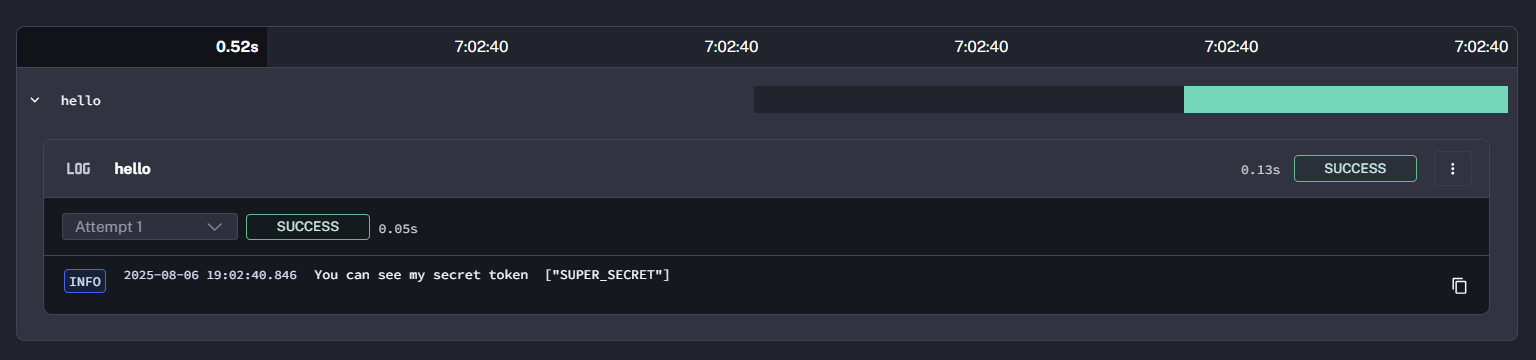 0.52s 7:02:40 7:02:40 7:02:40 7:02:40 7:02:40
hello
LOG hello 0.13s SUCCESS
Attempt 1 SUCCESS 0.05s
INFO 2025-08-06 19:02:40.846 You can see my secret token ["SUPER_SECRET"]